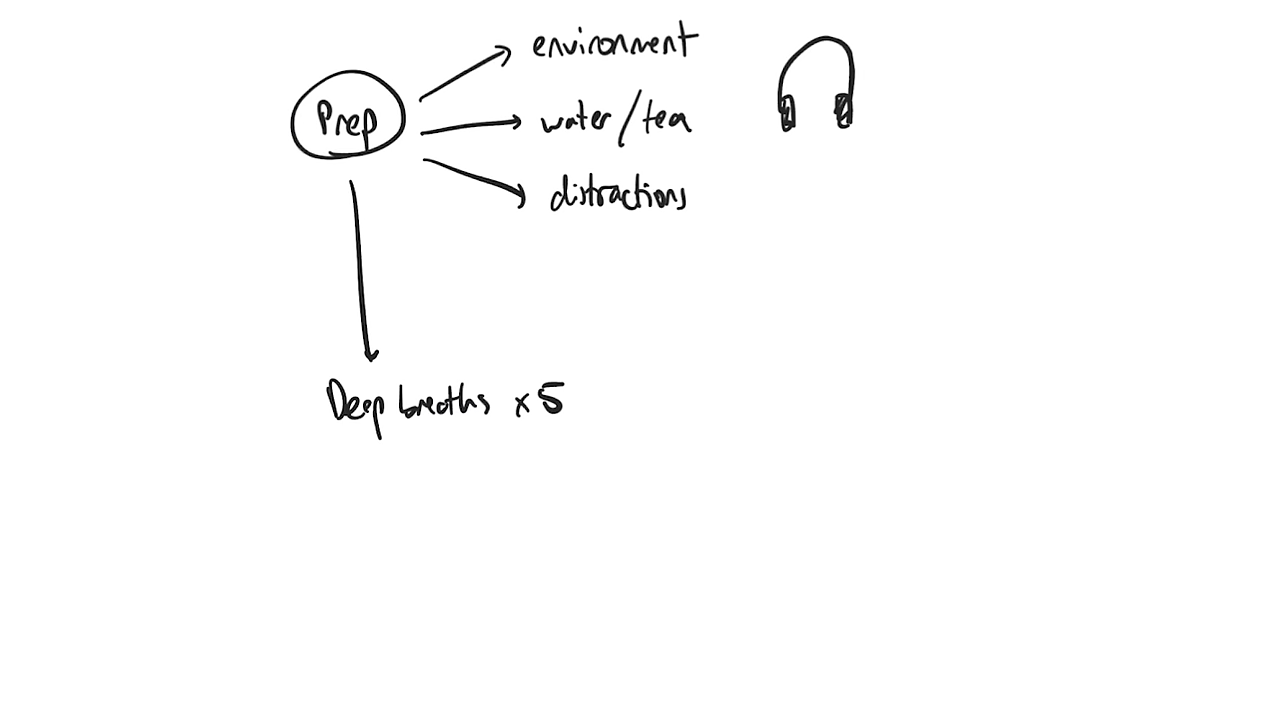 Prep
environment
water/tea
distractions
Deep breaths x5